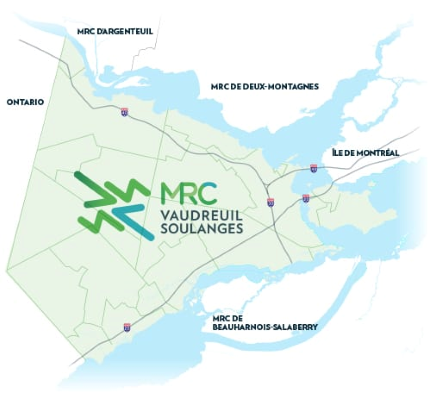 MRC D'ARGENTEUIL
MRC DE DEUX-MONTAGNES
ONTARIO
ÎLE DE MONTRÉAL
MRC
VAUDREUIL
SOULANGES
MRC DE
BEAUHARNOIS-SALABERRY